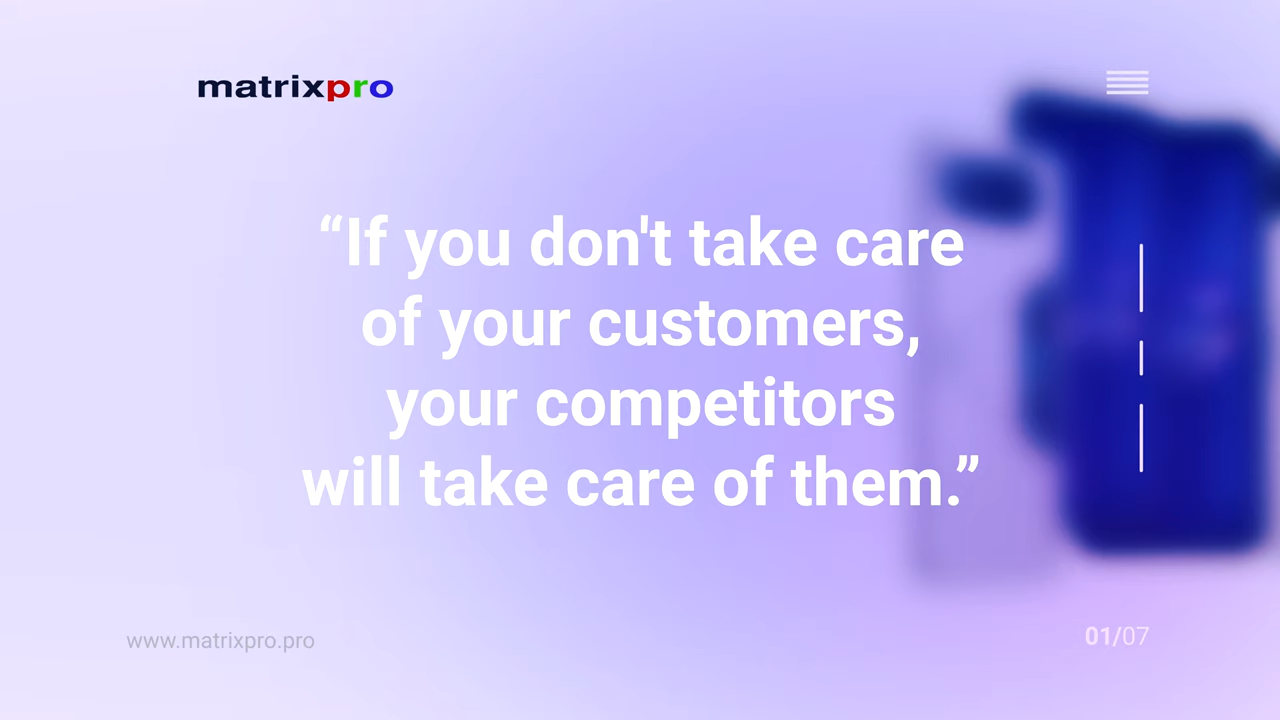 matrixpro
“If you don't take care
of your customers,
your competitors
will take care of them.”
www.matrixpro.pro
01/07